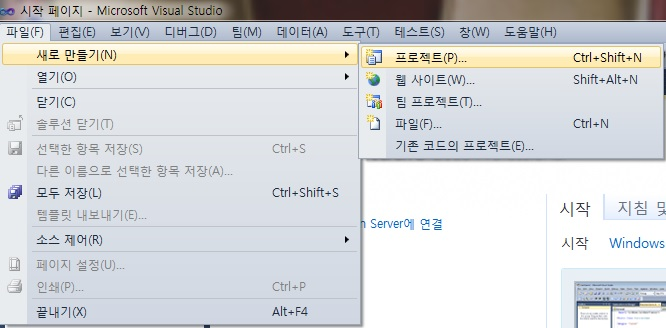 시작 페이지 - Microsoft Visual Studio
파일(F) 편집(E) 보기(V) 디버그(D) 팀(M) 데이터(A) 도구(T) 테스트(S) 창(W) 도움말(H)
새로 만들기(N)
열기(O)
닫기(C)
솔루션 닫기(T)
선택한 항목 저장(S) Ctrl+S
다른 이름으로 선택한 항목 저장(A)...
모두 저장(L) Ctrl+Shift+S
템플릿 내보내기(E)...
소스 제어(R)
페이지 설정(U)...
인쇄(P)... Ctrl+P
끝내기(X) Alt+F4
프로젝트(P)... Ctrl+Shift+N
웹 사이트(W)... Shift+Alt+N
팀 프로젝트(T)...
파일(F)... Ctrl+N
기존 코드의 프로젝트(E)...
Server에 연결
시작 지침 및
시작 Windows